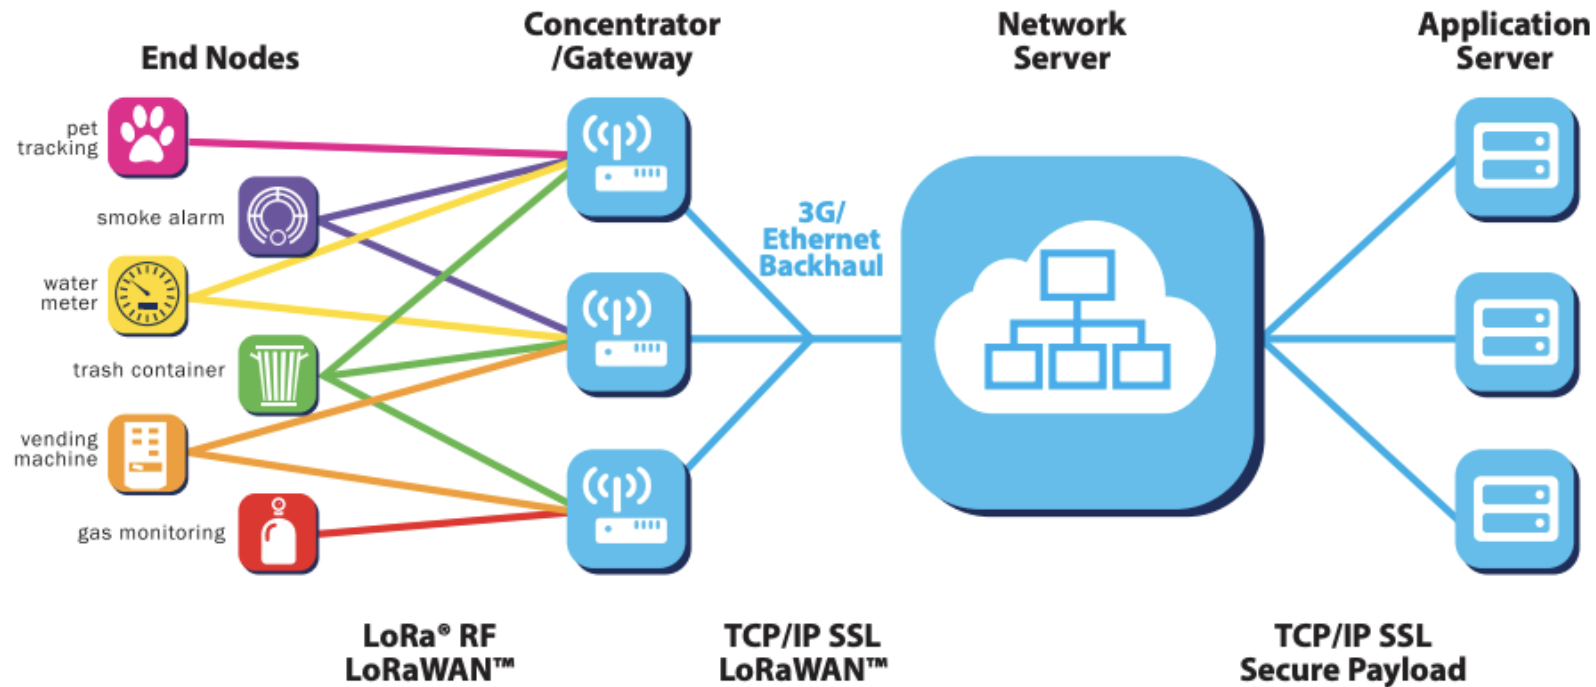 End Nodes
Concentrator
/Gateway
Network
Server
Application
Server
pet
tracking
smoke alarm
water
meter
trash container
vending
machine
gas monitoring
3G/
Ethernet
Backhaul
LoRa® RF
LoRaWAN™
TCP/IP SSL
LoRaWAN™
TCP/IP SSL
Secure Payload